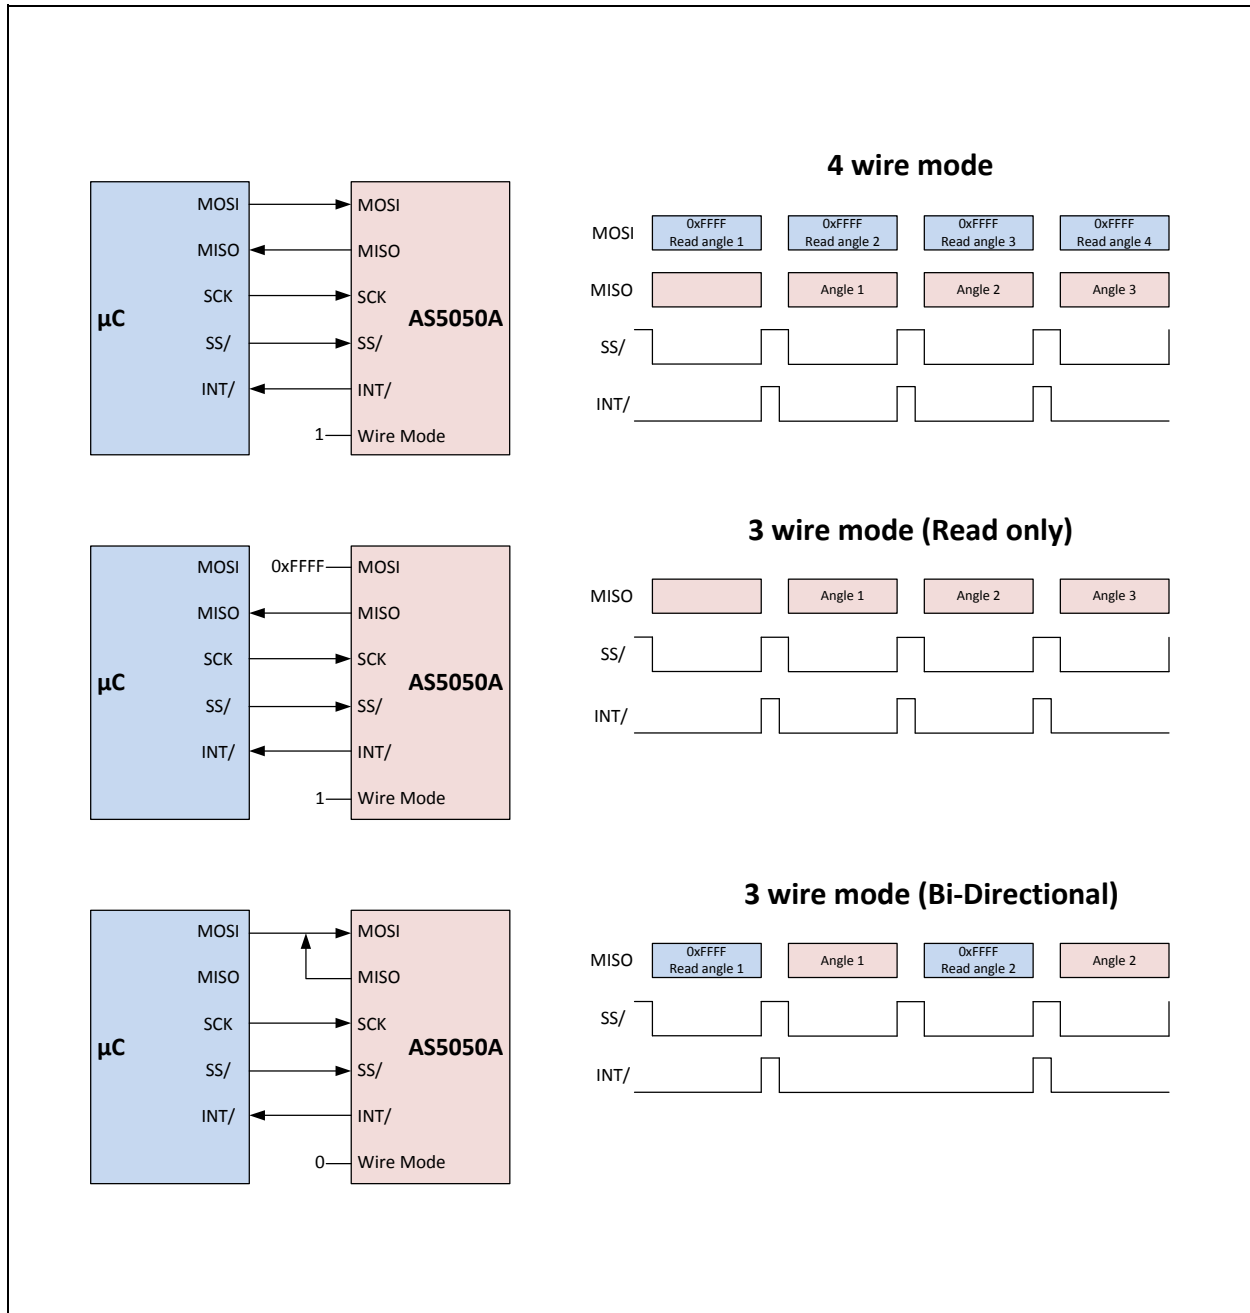 4 wire mode
MOSI MOSI
MISO MISO
SCK SCK
µC AS5050A
SS/ SS/
INT/ INT/
1 Wire Mode
MOSI 0xFFFF 0xFFFF 0xFFFF 0xFFFF
Read angle 1 Read angle 2 Read angle 3 Read angle 4
MISO Angle 1 Angle 2 Angle 3
SS/
INT/
3 wire mode (Read only)
MOSI 0xFFFF MOSI
MISO MISO
SCK SCK
µC AS5050A
SS/ SS/
INT/ INT/
1 Wire Mode
MISO Angle 1 Angle 2 Angle 3
SS/
INT/
3 wire mode (Bi-Directional)
MOSI MOSI
MISO MISO
SCK SCK
µC AS5050A
SS/ SS/
INT/ INT/
0 Wire Mode
MISO 0xFFFF Angle 1 0xFFFF Angle 2
Read angle 1 Read angle 2
SS/
INT/